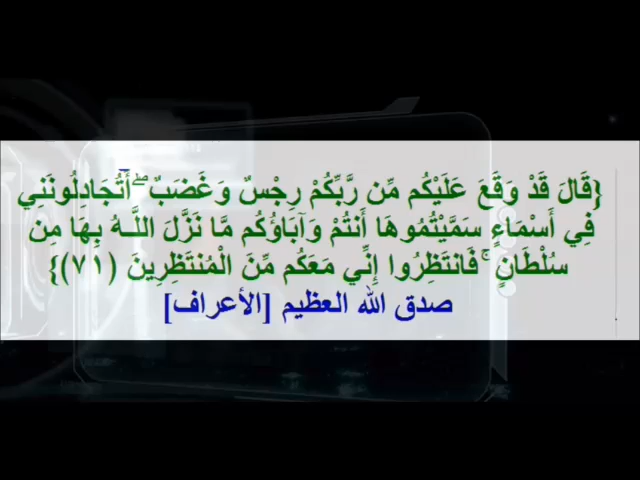 {قَالَ قَدْ وَقَعَ عَلَيْكُم مِّن رَّبِّكُمْ رِجْسٌ وَغَضَبٌ ۖ أَتُجَادِلُونَنِي
فِي أَسْمَاءٍ سَمَّيْتُمُوهَا أَنتُمْ وَآبَاؤُكُم مَّا نَزَّلَ اللَّـهُ بِهَا مِن
سُلْطَانٍ ۚ فَانتَظِرُوا إِنِّي مَعَكُم مِّنَ الْمُنتَظِرِينَ (٧١)}
صدق الله العظيم [الأعراف]